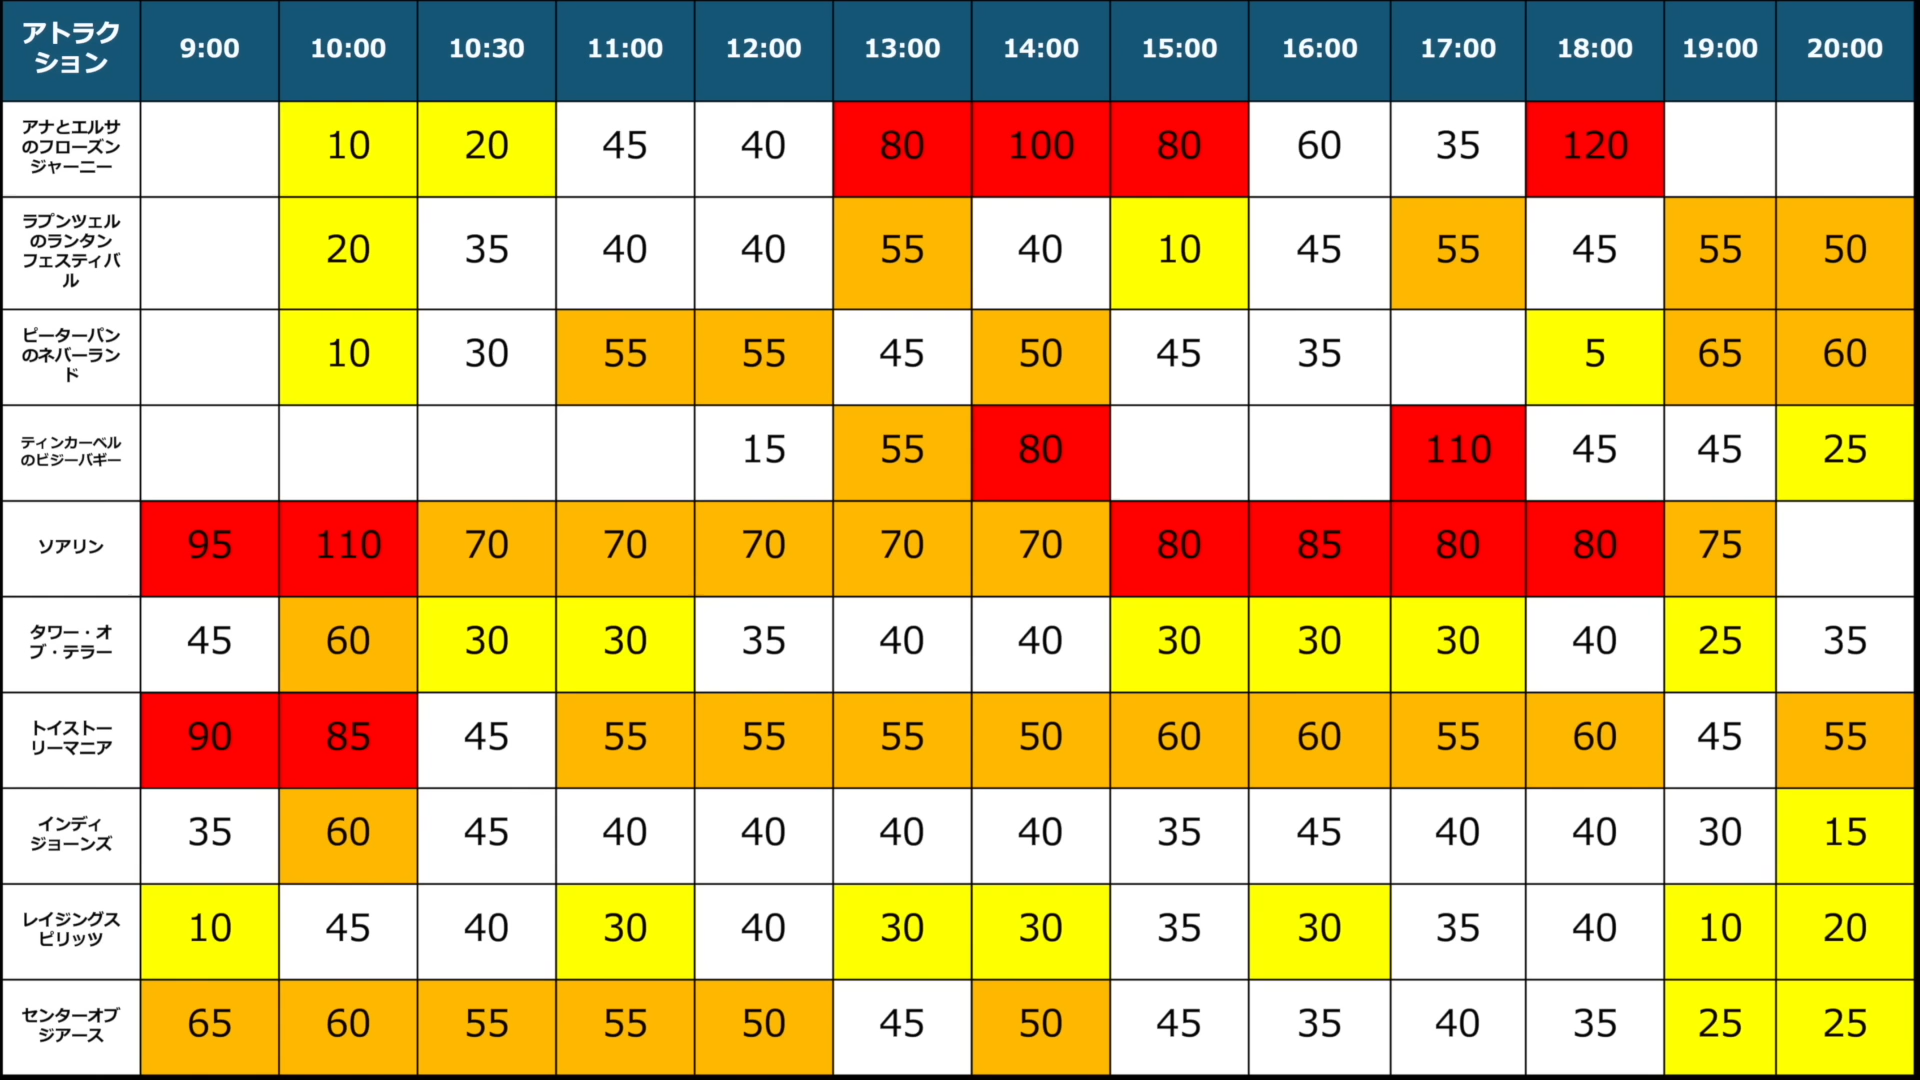 アトラク
ション 9:00 10:00 10:30 11:00 12:00 13:00 14:00 15:00 16:00 17:00 18:00 19:00 20:00
アナとエルサ
のフローズン
ジャーニー
10 20 45 40 80 100 80 60 35 120
ラプンツェル
のランタン
フェスティバ
ル
20 35 40 40 55 40 10 45 55 45 55 50
ピーターパン
のネバーラン
ド
10 30 55 55 45 50 45 35 5 65 60
ティンカーベル
のビジーバギー
15 55 80 110 45 45 25
ソアリン
95 110 70 70 70 70 70 80 85 80 80 75
タワー・オ
ブ・テラー
45 60 30 30 35 40 40 30 30 30 40 25 35
トイストー
リーマニア
90 85 45 55 55 55 50 60 60 55 60 45 55
インディ
ジョーンズ
35 60 45 40 40 40 40 35 45 40 40 30 15
レイジングス
ピリッツ
10 45 40 30 40 30 30 35 30 35 40 10 20
センターオブ
ジアース
65 60 55 55 50 45 50 45 35 40 35 25 25